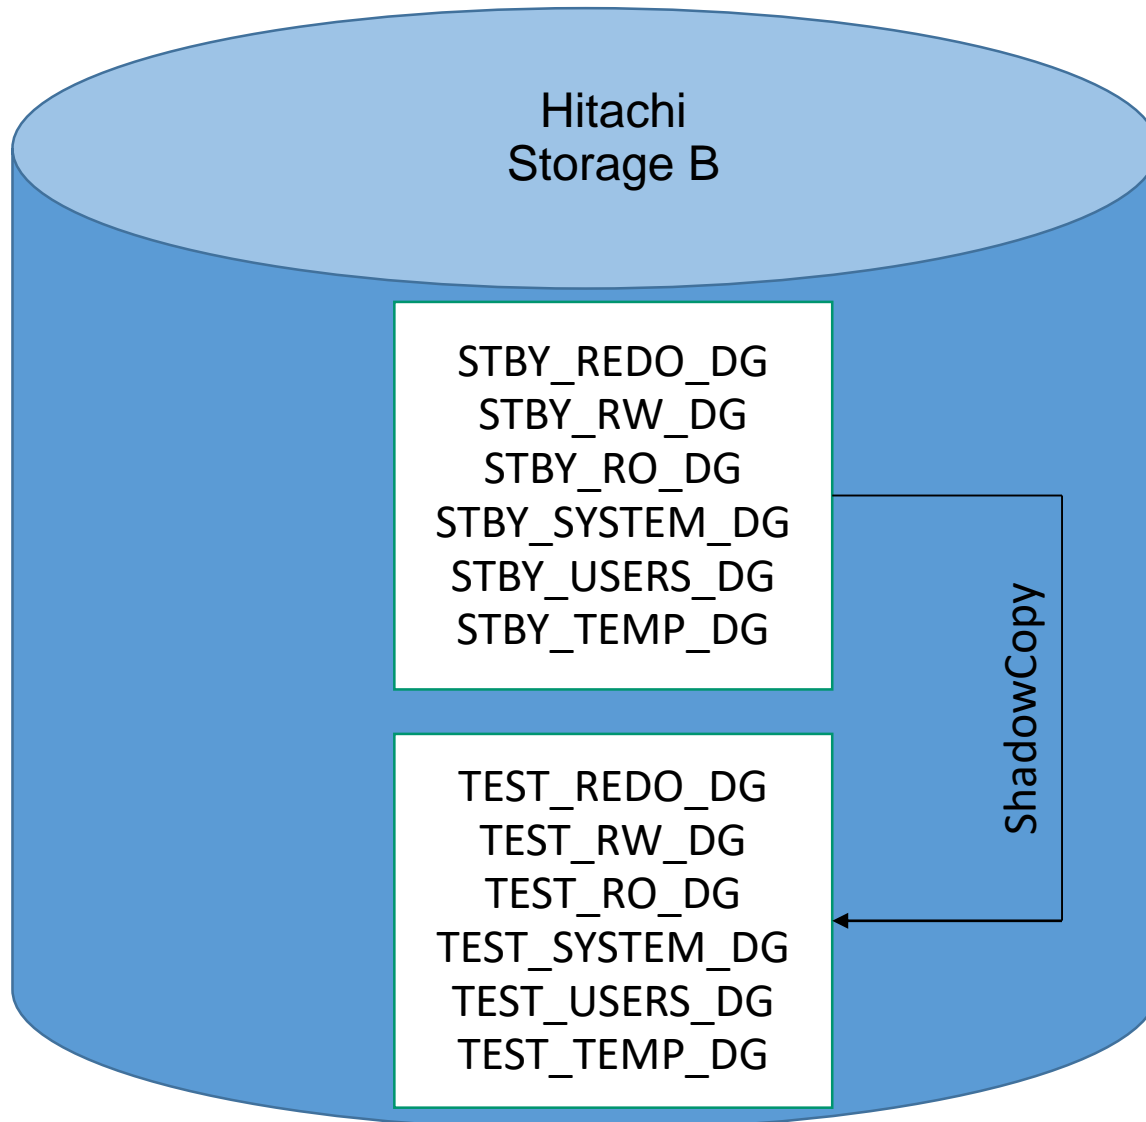 Hitachi
Storage B
STBY_REDO_DG
STBY_RW_DG
STBY_RO_DG
STBY_SYSTEM_DG
STBY_USERS_DG
STBY_TEMP_DG
ShadowCopy
TEST_REDO_DG
TEST_RW_DG
TEST_RO_DG
TEST_SYSTEM_DG
TEST_USERS_DG
TEST_TEMP_DG